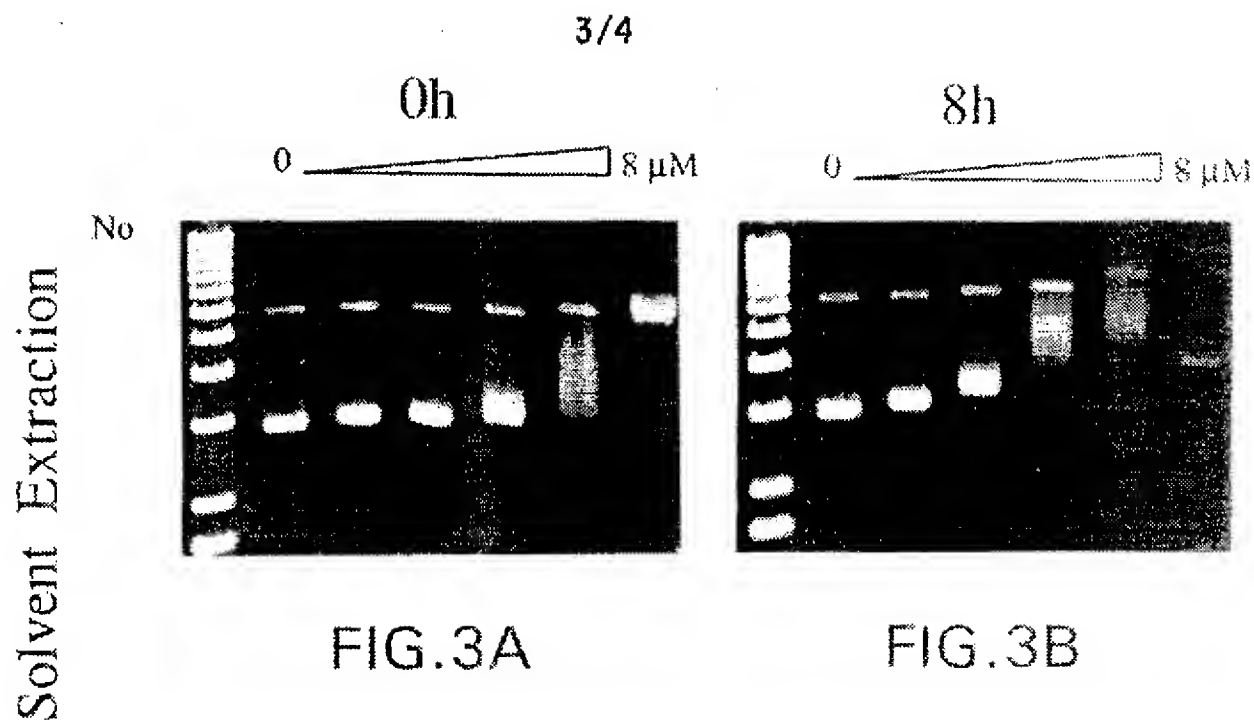 3/4
0h
8h
0 8 µM
0 8 µM
No
Solvent Extraction
FIG.3A
FIG.3B